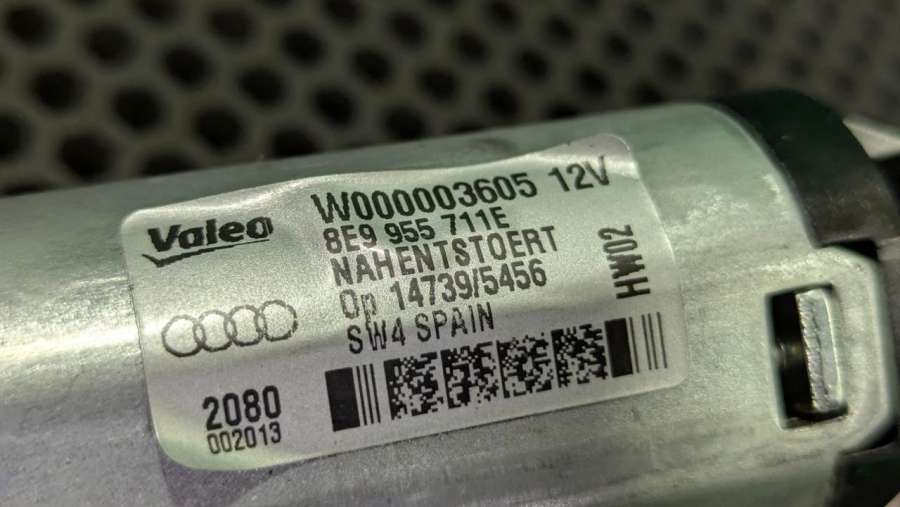 Valeo
W000003605 12V
8E9 955 711E
NAHENTSTOERT
Op 14739/5456
SW4 SPAIN
HW02
2080
002013